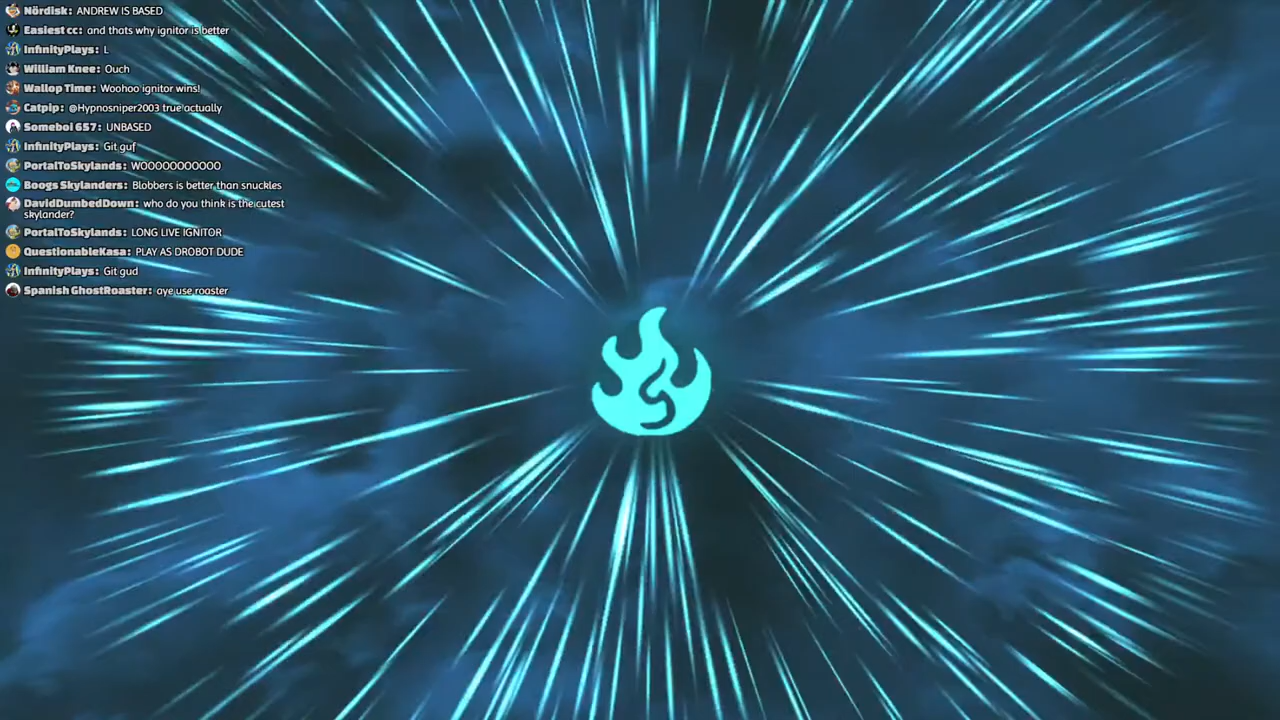 Nördisk: ANDREW IS BASED
Easiest cc: and thats why ignitor is better
InfinityPlays: L
William Knee: Ouch
Wallop Time: Woohoo ignitor wins!
Catpip: @Hypnosniper2003 true actually
Someboi 657: UNBASED
InfinityPlays: Git guf
PortalToSkylands: WOOOOOOOOOO
Boogs Skylanders: Blobbers is better than snuckles
DavidDumbedDown: who do you think is the cutest
skylander?
PortalToSkylands: LONG LIVE IGNITOR
QuestionableKasa: PLAY AS DROBOT DUDE
InfinityPlays: Git gud
Spanish GhostRoaster: aye use roaster